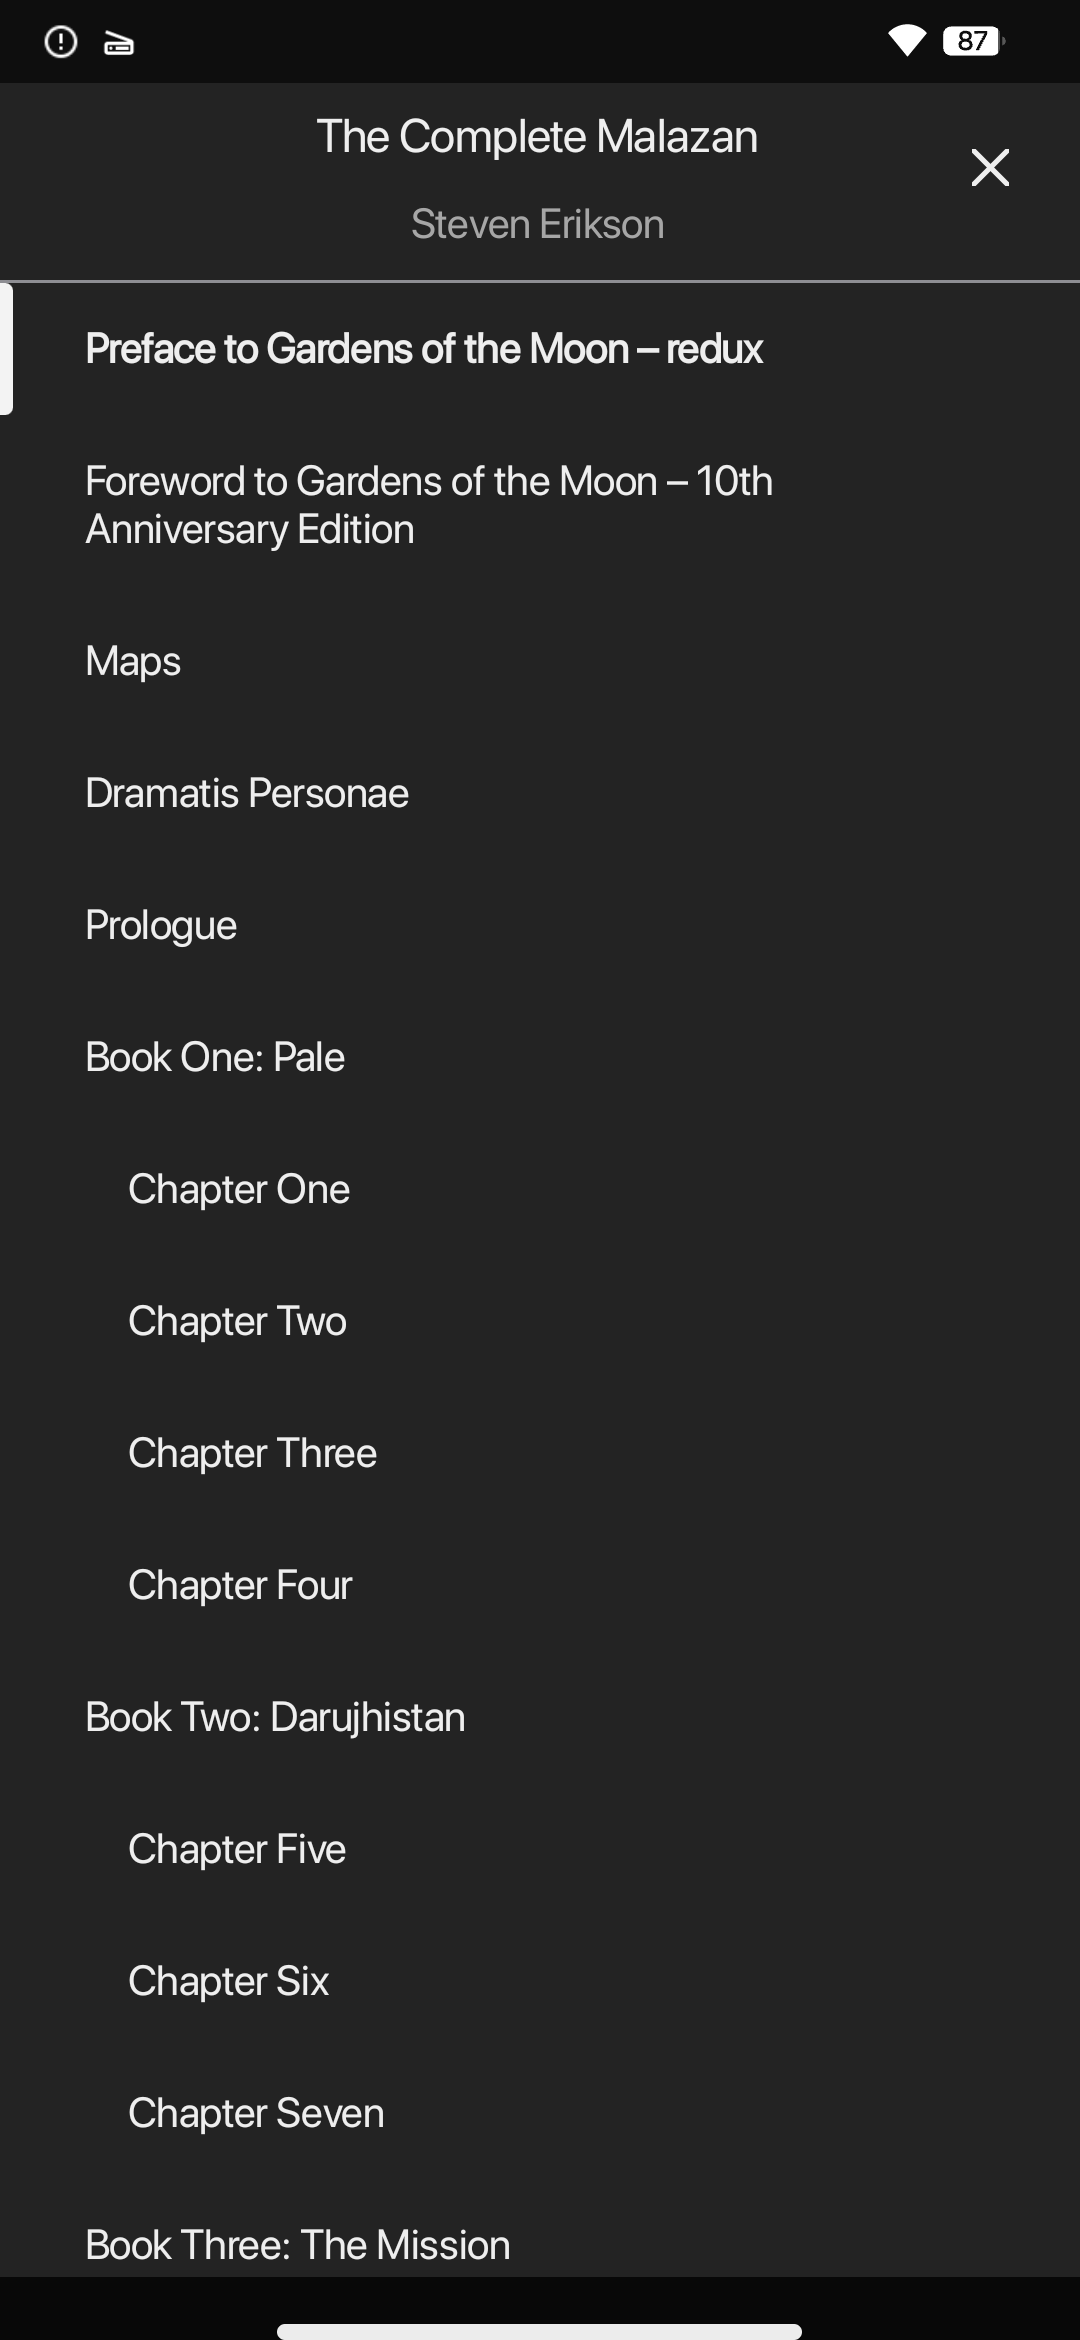 87
The Complete Malazan
Steven Erikson
Preface to Gardens of the Moon – redux
Foreword to Gardens of the Moon – 10th
Anniversary Edition
Maps
Dramatis Personae
Prologue
Book One: Pale
Chapter One
Chapter Two
Chapter Three
Chapter Four
Book Two: Darujhistan
Chapter Five
Chapter Six
Chapter Seven
Book Three: The Mission